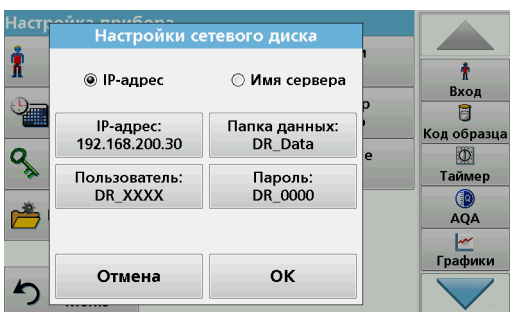 Настройка прибора
Настройки сетевого диска
IP-адрес
Имя сервера
IP-адрес:
192.168.200.30
Папка данных:
DR_Data
Пользователь:
DR_XXXX
Пароль:
DR_0000
Отмена
OK
Вход
Код образца
Таймер
AQA
Графики